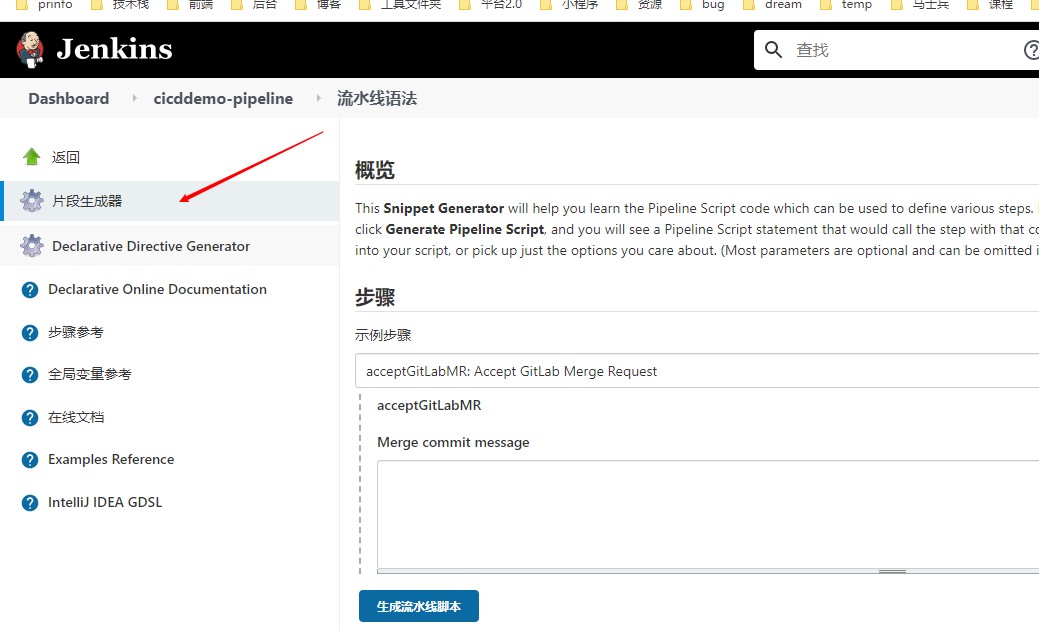 prinfo 技术栈 前端 后台 博客 工具文件夹 平台2.0 小程序 资源 bug dream temp 马士兵 课程
Jenkins
查找
Dashboard cicddemo-pipeline 流水线语法
返回
片段生成器
Declarative Directive Generator
Declarative Online Documentation
步骤参考
全局变量参考
在线文档
Examples Reference
IntelliJ IDEA GDSL
概览
This Snippet Generator will help you learn the Pipeline Script code which can be used to define various steps.
click Generate Pipeline Script, and you will see a Pipeline Script statement that would call the step with that
into your script, or pick up just the options you care about. (Most parameters are optional and can be omitted
步骤
示例步骤
acceptGitLabMR: Accept GitLab Merge Request
acceptGitLabMR
Merge commit message
生成流水线脚本